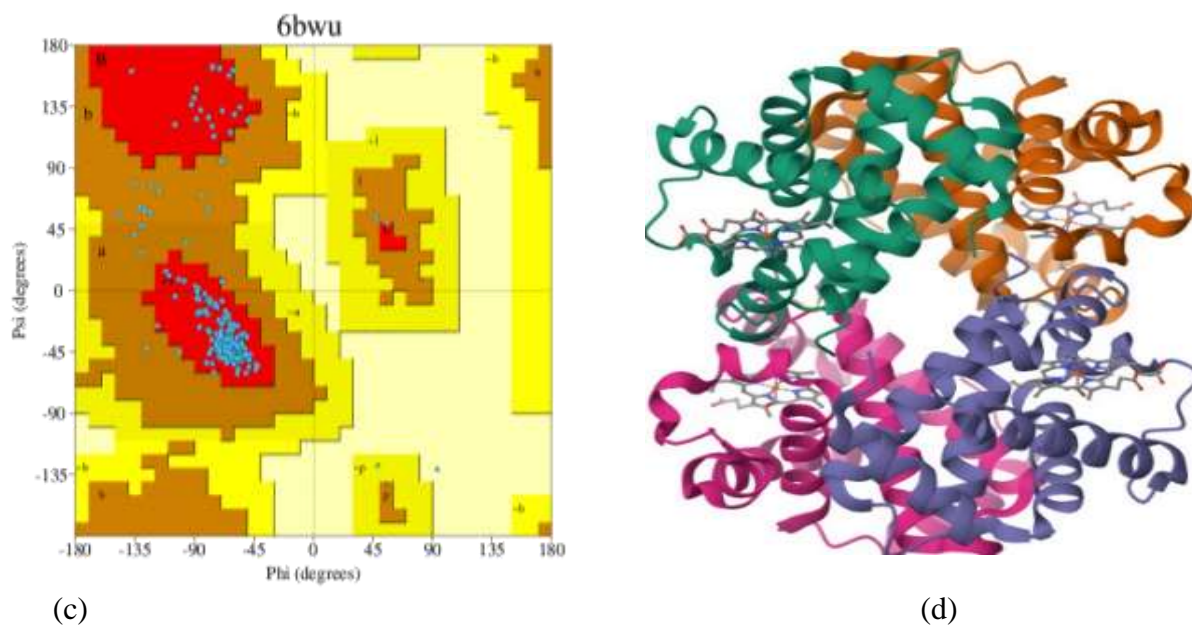 6bwu
180
135
90
45
0
-45
-90
-135
-180 -135 -90 -45 0 45 90 135 180
Psi (degrees)
Phi (degrees)
b
~b
~b
~l
l
a
~a
~b
~p
p
~b
(c) (d)